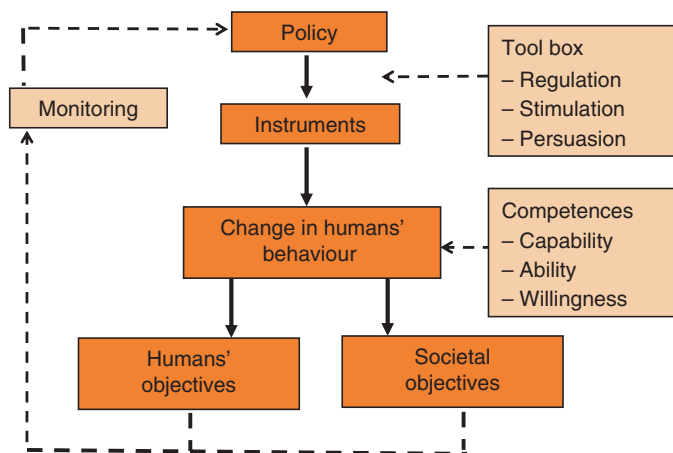 Policy
Tool box
– Regulation
– Stimulation
– Persuasion
Monitoring
Instruments
Change in humans'
behaviour
Competences
– Capability
– Ability
– Willingness
Humans'
objectives
Societal
objectives